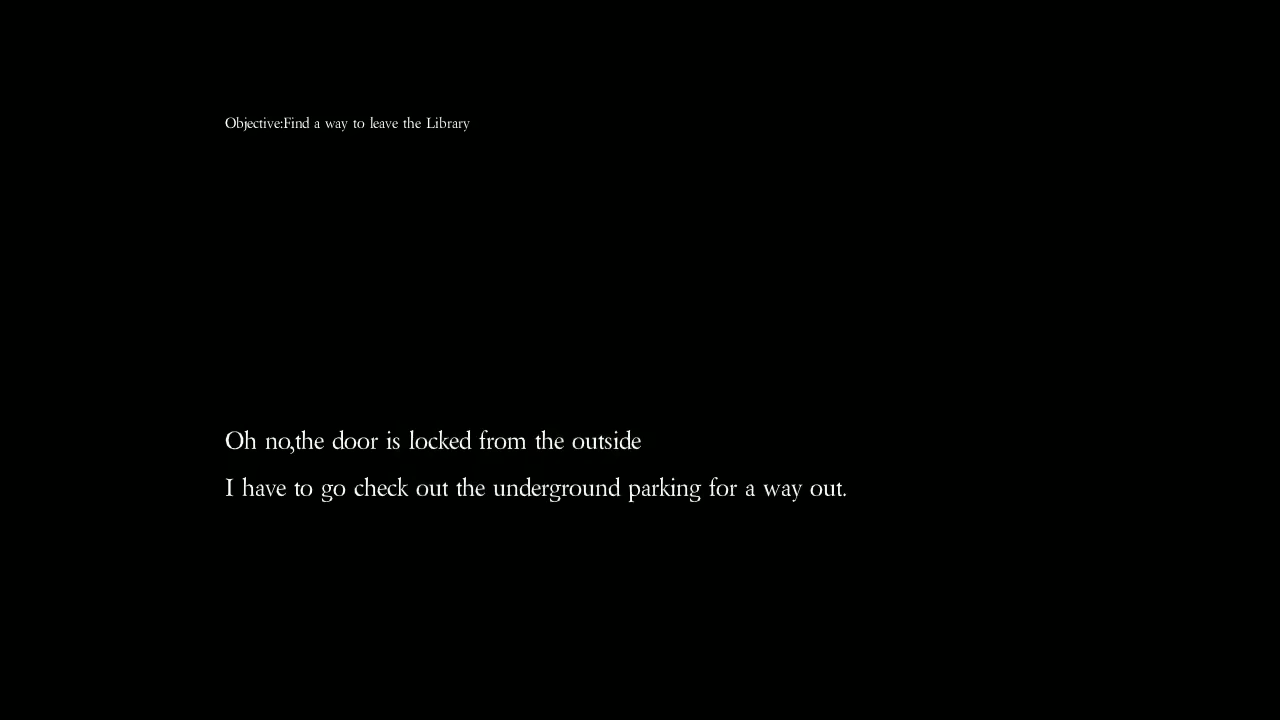 Objective:Find a way to leave the Library
Oh no,the door is locked from the outside
I have to go check out the underground parking for a way out.